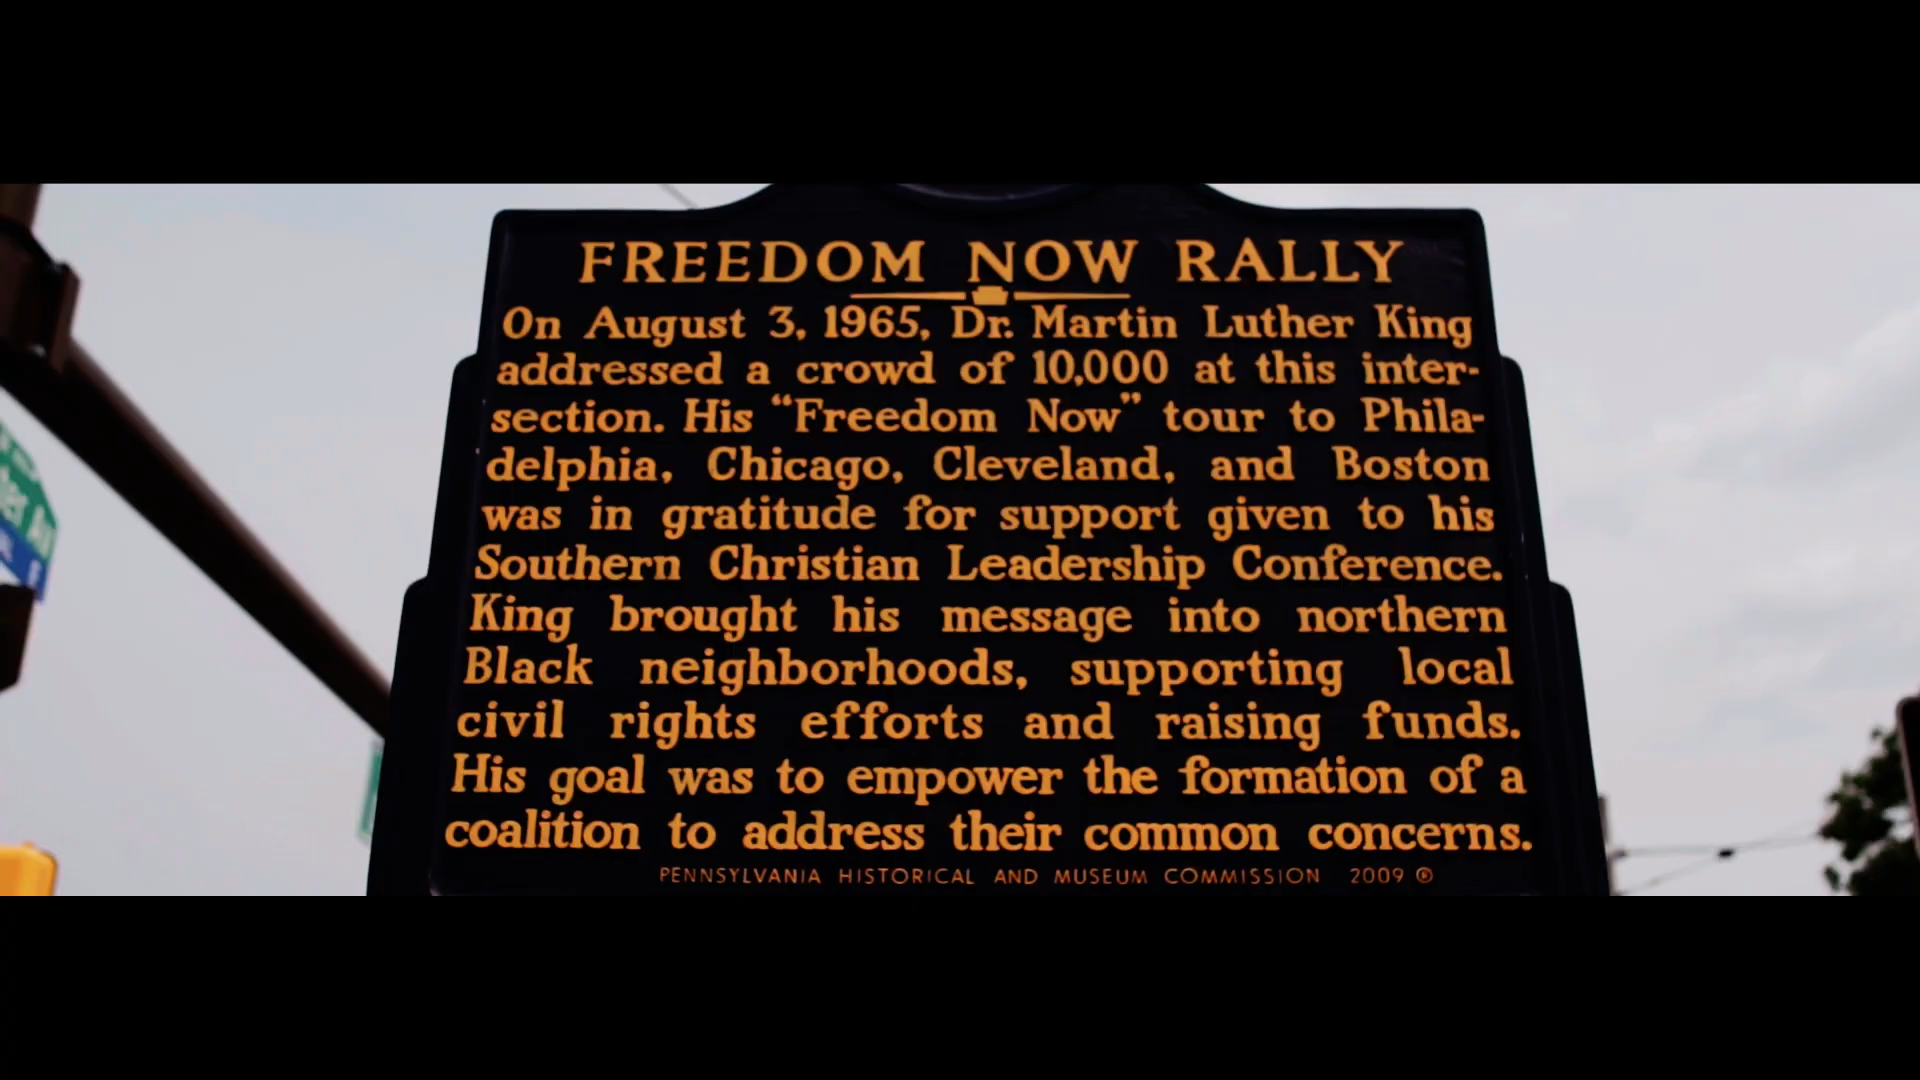 FREEDOM NOW RALLY
On August 3, 1965, Dr. Martin Luther King
addressed a crowd of 10,000 at this inter-
section. His “Freedom Now” tour to Phila-
delphia, Chicago, Cleveland, and Boston
was in gratitude for support given to his
Southern Christian Leadership Conference.
King brought his message into northern
Black neighborhoods, supporting local
civil rights efforts and raising funds.
His goal was to empower the formation of a
coalition to address their common concerns.
PENNSYLVANIA HISTORICAL AND MUSEUM COMMISSION 2009 ®